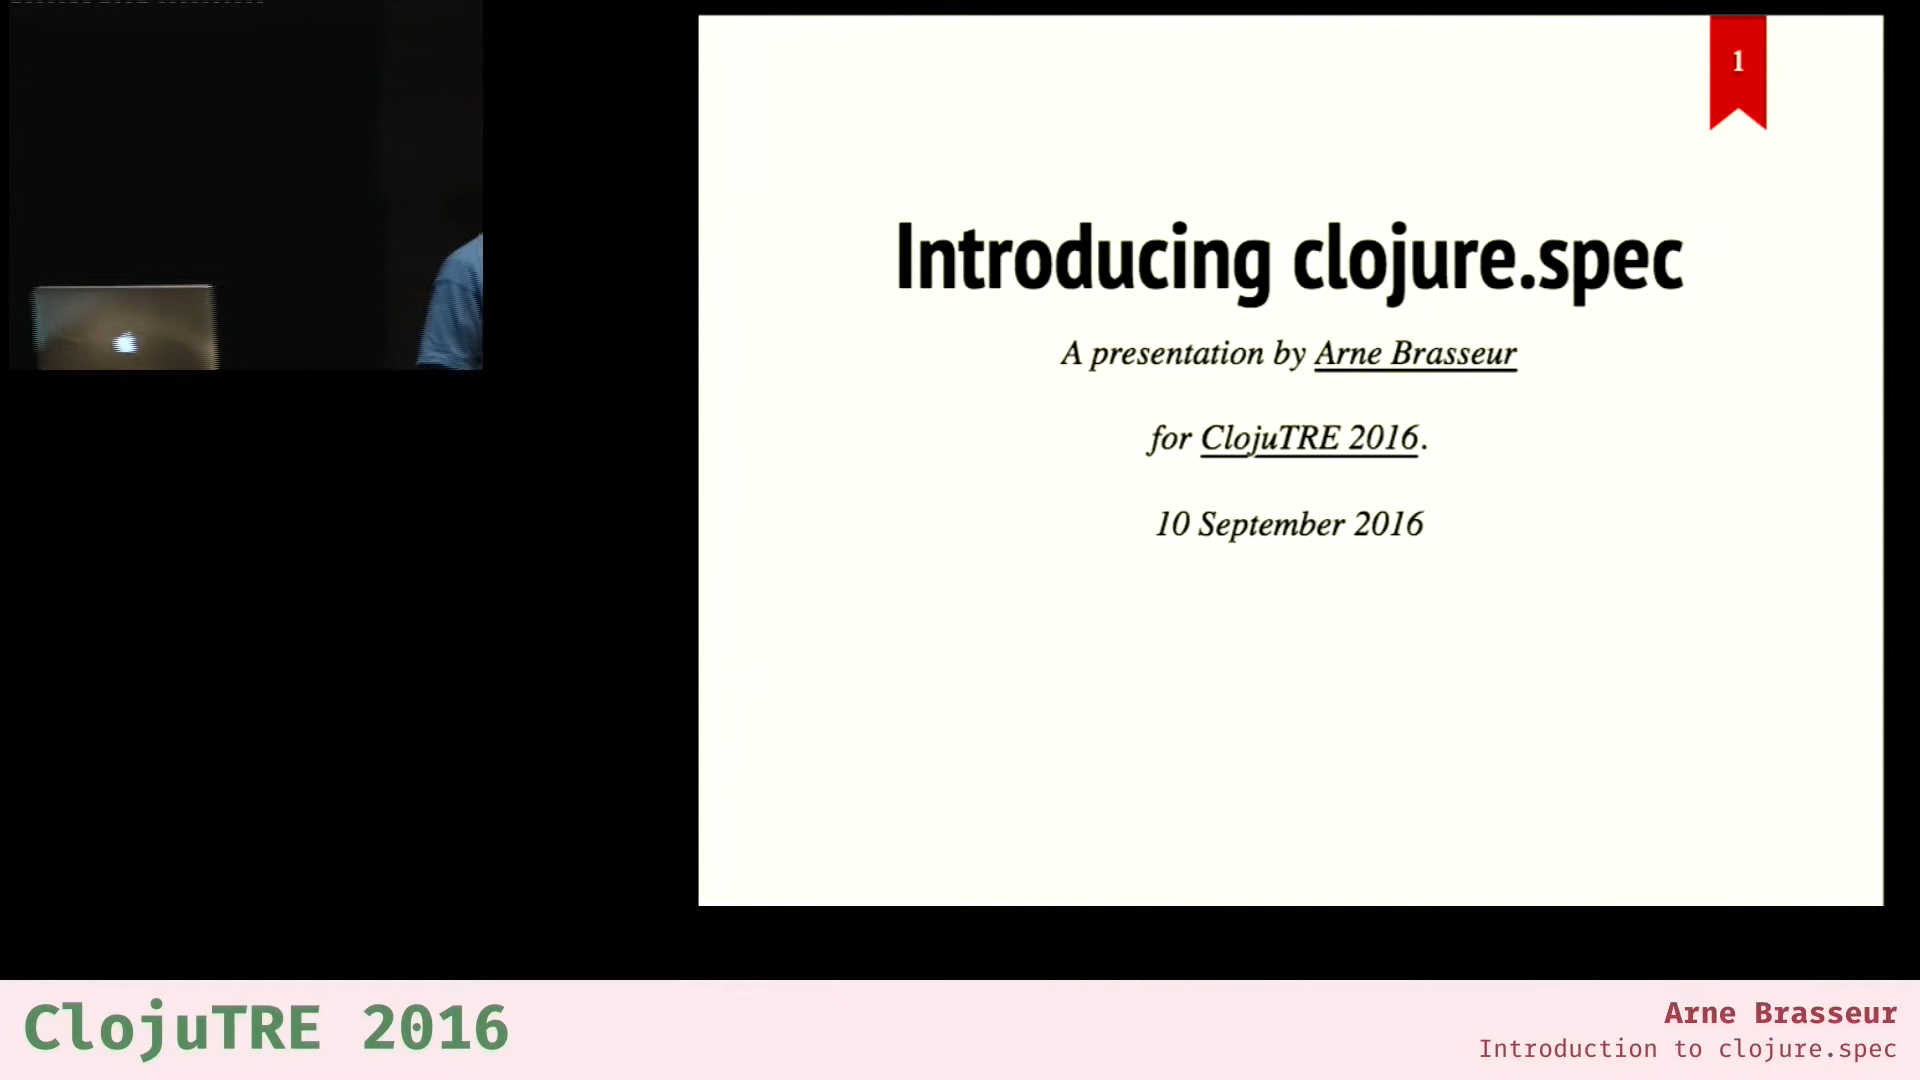 1
Introducing clojure.spec
A presentation by Arne Brasseur
for ClojuTRE 2016.
10 September 2016
ClojuTRE 2016
Arne Brasseur
Introduction to clojure.spec